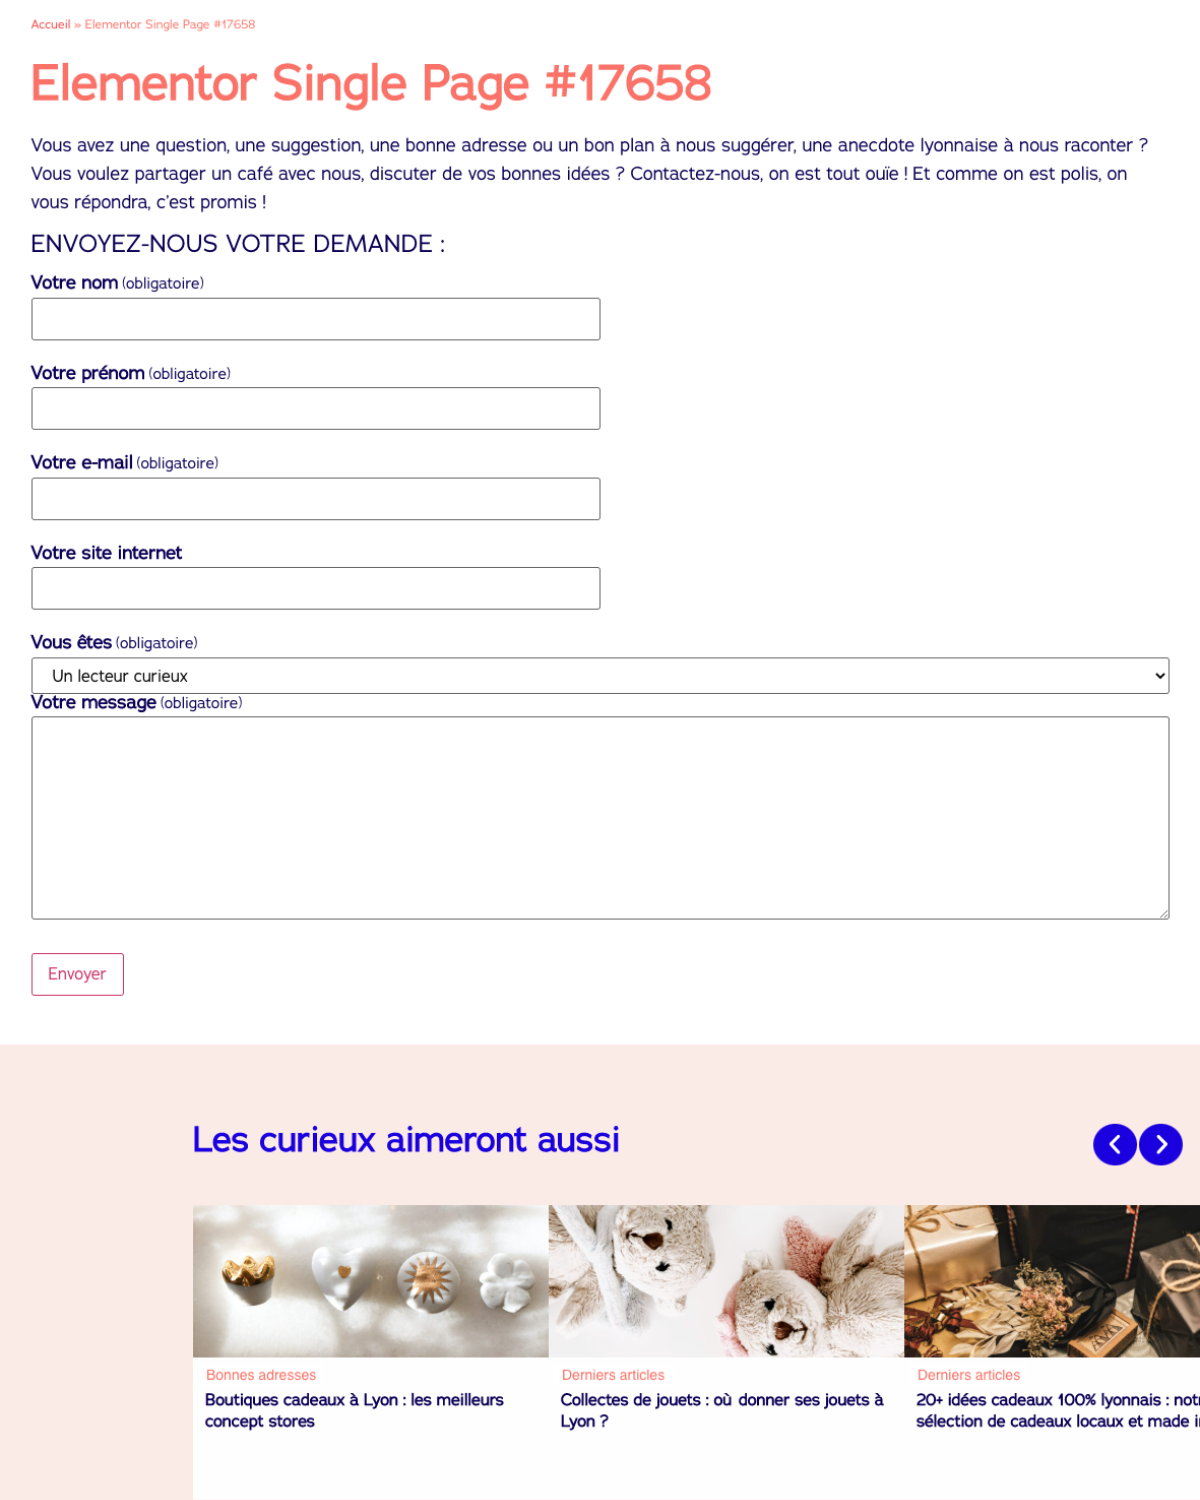 Accueil » Elementor Single Page #17658
Elementor Single Page #17658
Vous avez une question, une suggestion, une bonne adresse ou un bon plan à nous suggérer, une anecdote lyonnaise à nous raconter ?
Vous voulez partager un café avec nous, discuter de vos bonnes idées ? Contactez-nous, on est tout ouïe ! Et comme on est polis, on
vous répondra, c'est promis !
ENVOYEZ-NOUS VOTRE DEMANDE :
Votre nom (obligatoire)
Votre prénom (obligatoire)
Votre e-mail (obligatoire)
Votre site internet
Vous êtes (obligatoire)
Un lecteur curieux
Votre message (obligatoire)
Envoyer
Les curieux aimeront aussi
Bonnes adresses
Boutiques cadeaux à Lyon : les meilleurs
concept stores
Derniers articles
Collectes de jouets : où donner ses jouets à
Lyon ?
Derniers articles
20+ idées cadeaux 100% lyonnais :
sélection de cadeaux locaux et made